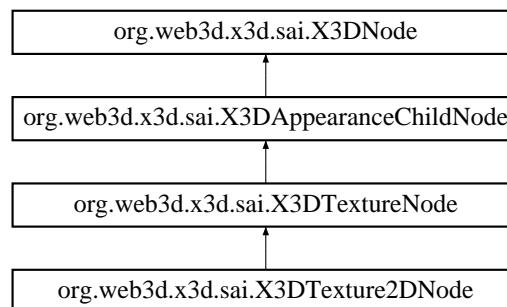 org.web3d.x3d.sai.X3DNode
org.web3d.x3d.sai.X3DAppearanceChildNode
org.web3d.x3d.sai.X3DTextureNode
org.web3d.x3d.sai.X3DTexture2DNode